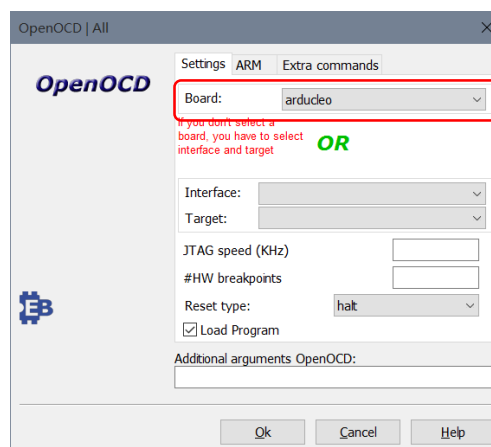 OpenOCD | All
OpenOCD
Settings ARM Extra commands
Board: arducleo
If you don't select a
board, you have to select
interface and target
OR
Interface:
Target:
JTAG speed (KHz)
#HW breakpoints
Reset type: halt
Load Program
EB
Additional arguments OpenOCD:
Ok Cancel Help